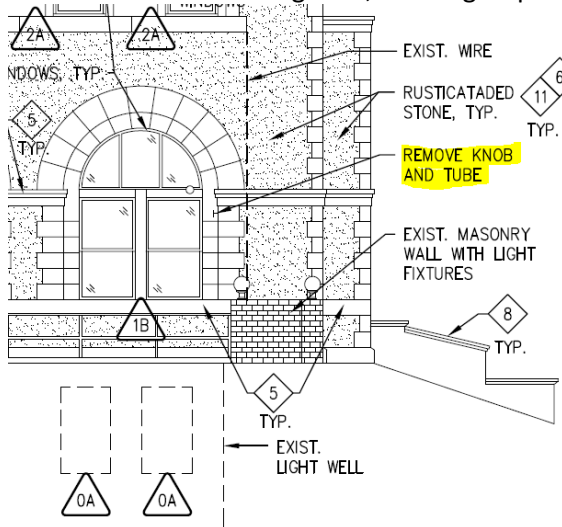 2A
2A
EXIST. WIRE
NDOWS, TYP.
RUSTICATADED
STONE, TYP.
6
11
TYP.
5
TYP.
REMOVE KNOB
AND TUBE
EXIST. MASONRY
WALL WITH LIGHT
FIXTURES
1B
8
TYP.
5
TYP.
EXIST.
LIGHT WELL
0A
0A